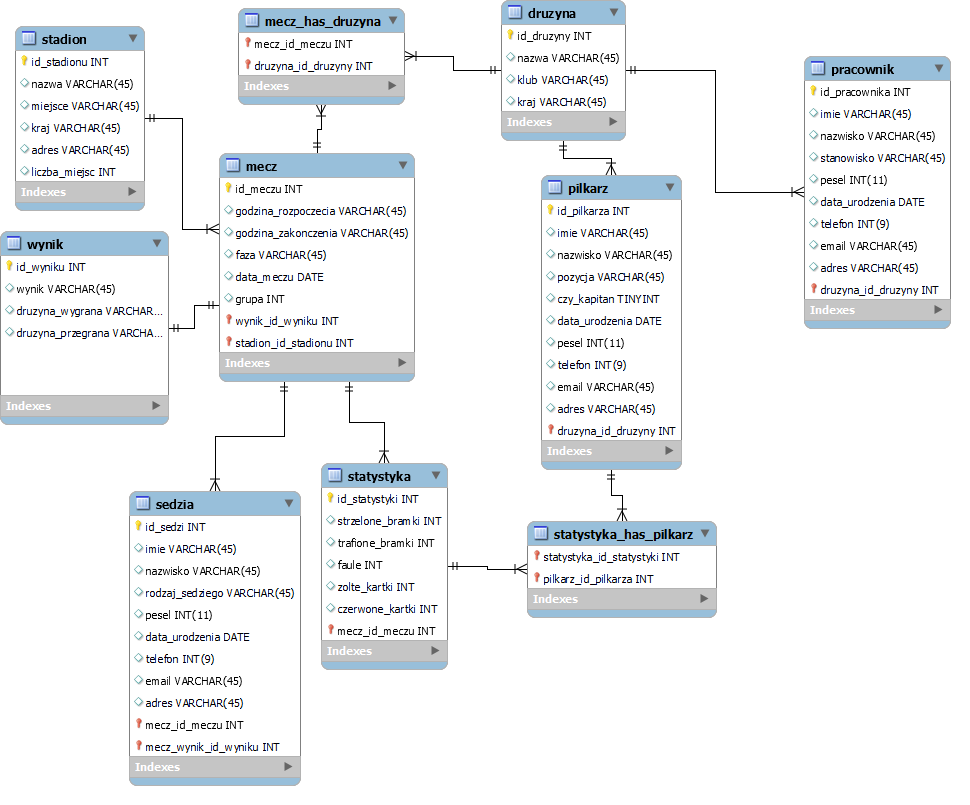 stadion
id_stadionu INT
nazwa VARCHAR(45)
miejsce VARCHAR(45)
kraj VARCHAR(45)
adres VARCHAR(45)
liczba_miejsc INT
Indexes
mecz_has_druzyna
mecz_id_meczu INT
druzyna_id_druzyny INT
Indexes
druzyna
id_druzyny INT
nazwa VARCHAR(45)
klub VARCHAR(45)
kraj VARCHAR(45)
Indexes
pracownik
id_pracownika INT
imie VARCHAR(45)
nazwisko VARCHAR(45)
stanowisko VARCHAR(45)
pesel INT(11)
data_urodzenia DATE
telefon INT(9)
email VARCHAR(45)
adres VARCHAR(45)
druzyna_id_druzyny INT
Indexes
mecz
id_meczu INT
godzina_rozpoczecia VARCHAR(45)
godzina_zakonczenia VARCHAR(45)
faza VARCHAR(45)
data_meczu DATE
grupa INT
wynik_id_wyniku INT
stadion_id_stadionu INT
Indexes
pilkarz
id_pilkarza INT
imie VARCHAR(45)
nazwisko VARCHAR(45)
pozycja VARCHAR(45)
czy_kapitan TINYINT
data_urodzenia DATE
pesel INT(11)
telefon INT(9)
email VARCHAR(45)
adres VARCHAR(45)
druzyna_id_druzyny INT
Indexes
wynik
id_wyniku INT
wynik VARCHAR(45)
druzyna_wygrana VARCHAR...
druzyna_przegrana VARCHA...
Indexes
sedzia
id_sedzi INT
imie VARCHAR(45)
nazwisko VARCHAR(45)
rodzaj_sedziego VARCHAR(45)
pesel INT(11)
data_urodzenia DATE
telefon INT(9)
email VARCHAR(45)
adres VARCHAR(45)
mecz_id_meczu INT
mecz_wynik_id_wyniku INT
Indexes
statystyka
id_statystyki INT
strzelone_bramki INT
trafione_bramki INT
faule INT
zolte_kartki INT
czerwone_kartki INT
mecz_id_meczu INT
Indexes
statystyka_has_pilkarz
statystyka_id_statystyki INT
pilkarz_id_pilkarza INT
Indexes